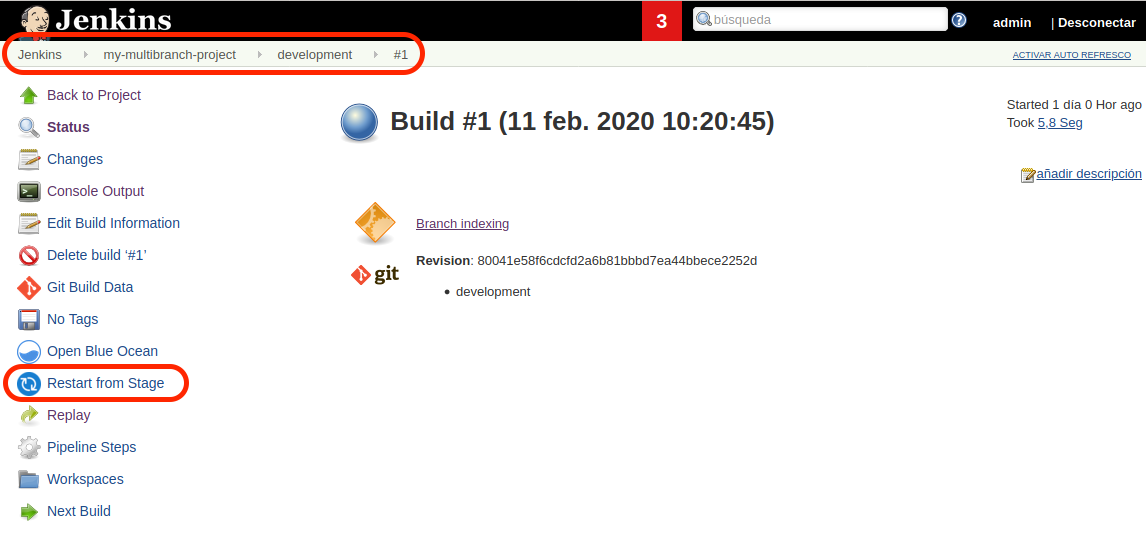 Jenkins
3
búsqueda
?
admin
| Desconectar
Jenkins my-multibranch-project development #1
ACTIVAR AUTO REFRESCO
Back to Project
Status
Changes
Console Output
Edit Build Information
Delete build ‘#1’
Git Build Data
No Tags
Open Blue Ocean
Restart from Stage
Replay
Pipeline Steps
Workspaces
Next Build
Build #1 (11 feb. 2020 10:20:45)
Started 1 día 0 Hor ago
Took 5,8 Seg
añadir descripción
Branch indexing
git
Revision: 80041e58f6cdcfd2a6b81bbbd7ea44bbece2252d
• development